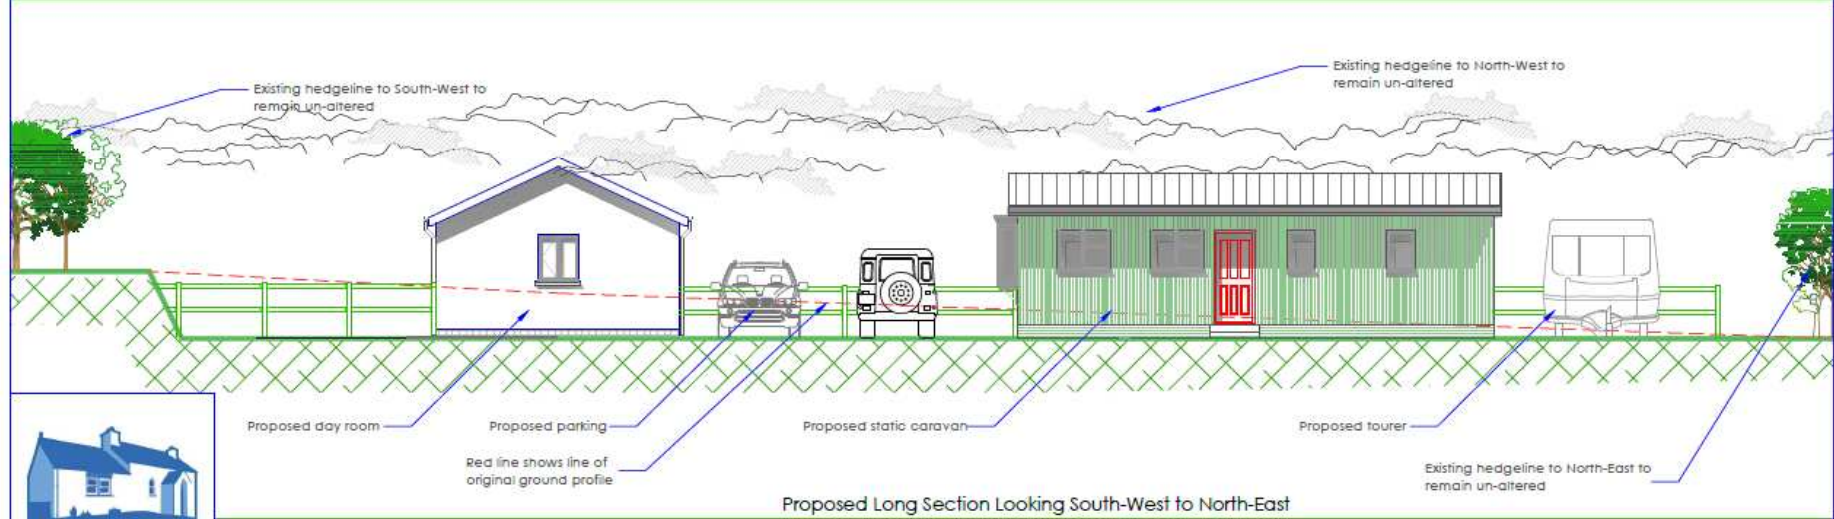 Existing hedgeline to South-West to
remain un-altered
Existing hedgeline to North-West to
remain un-altered
Proposed day room
Proposed parking
Proposed static caravan
Proposed tourer
Red line shows line of
original ground profile
Existing hedgeline to North-East to
remain un-altered
Proposed Long Section Looking South-West to North-East